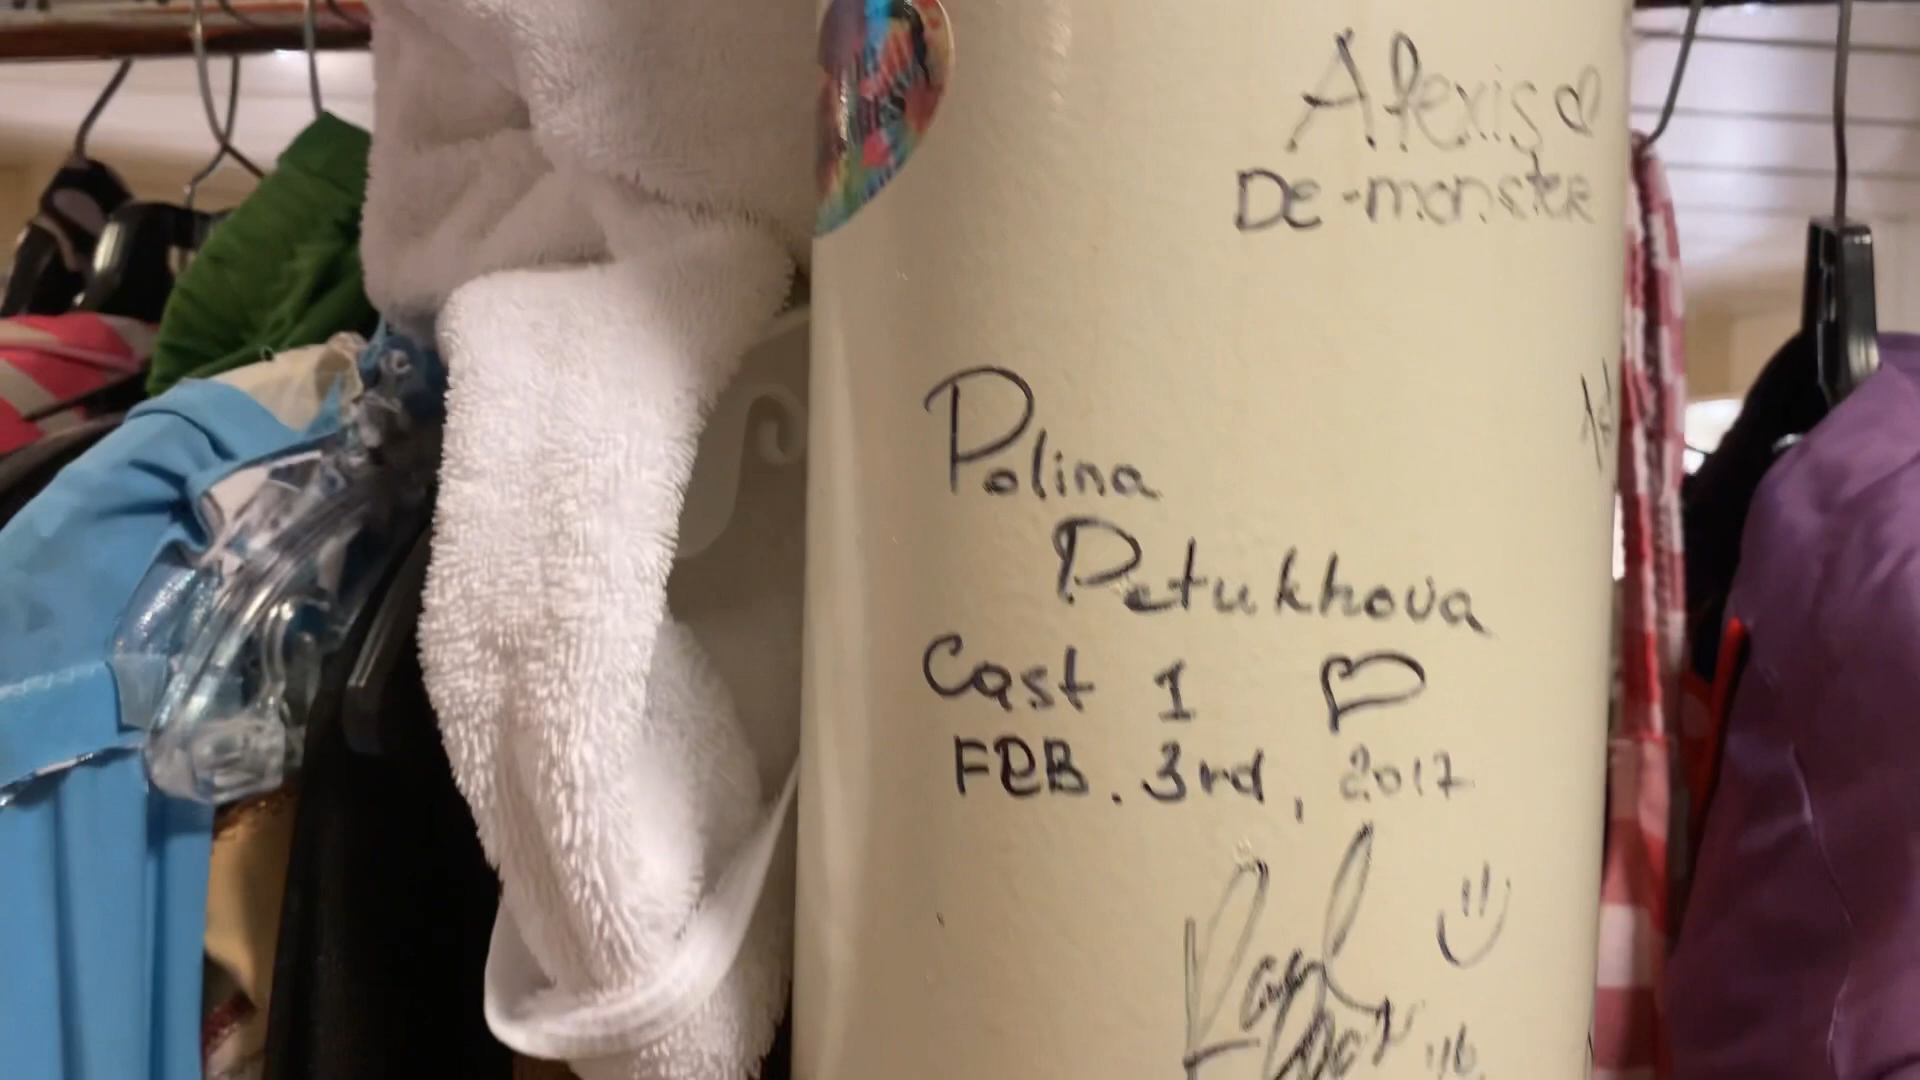 Alexis
DE-monster
Polina
Petukhova
Cast 1
FEB. 3rd, 2017